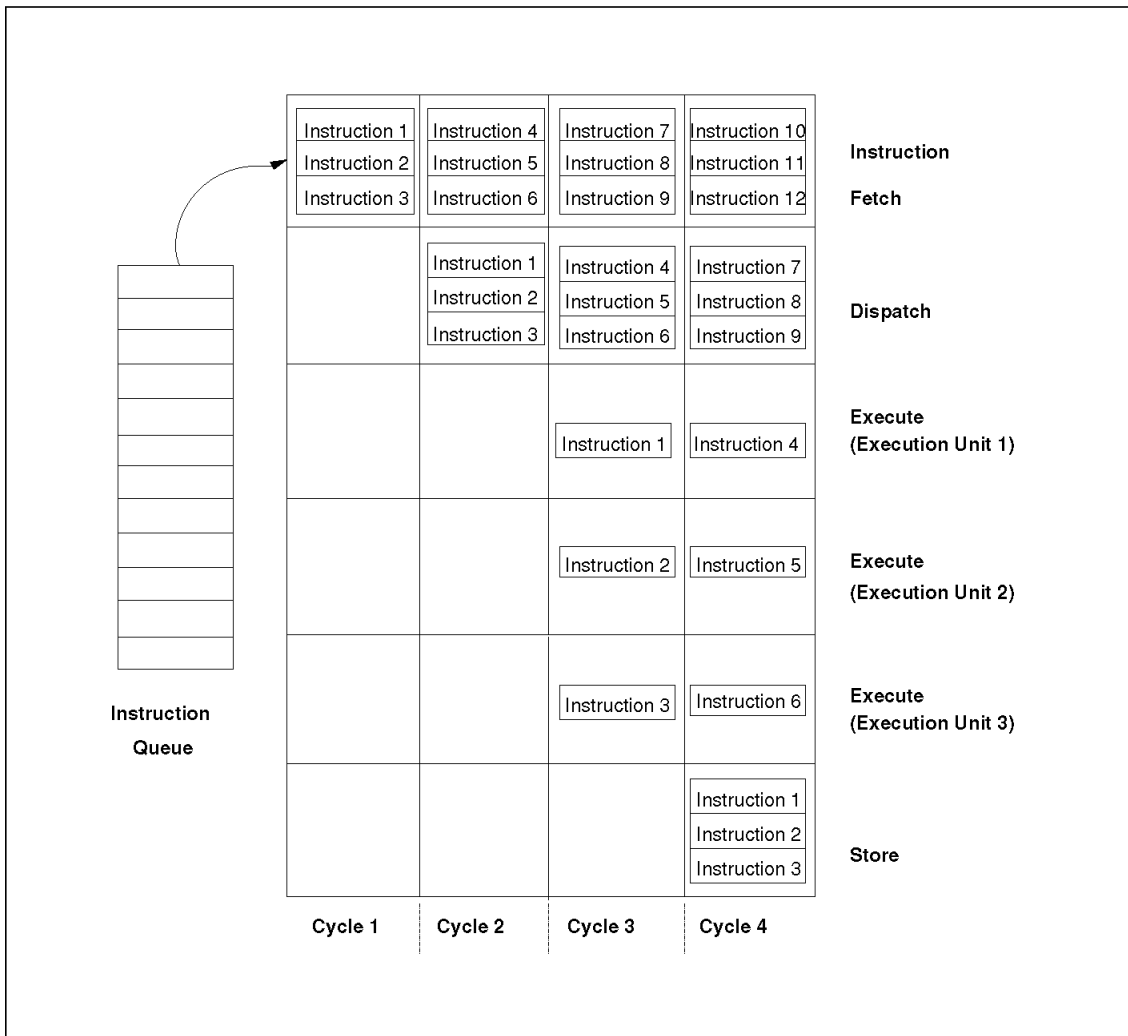 Instruction 1 Instruction 4 Instruction 7 Instruction 10
Instruction 2 Instruction 5 Instruction 8 Instruction 11
Instruction 3 Instruction 6 Instruction 9 Instruction 12
Instruction
Fetch
Instruction 1 Instruction 4 Instruction 7
Instruction 2 Instruction 5 Instruction 8
Instruction 3 Instruction 6 Instruction 9
Dispatch
Instruction 1 Instruction 4
Execute
(Execution Unit 1)
Instruction 2 Instruction 5
Execute
(Execution Unit 2)
Instruction 3 Instruction 6
Execute
(Execution Unit 3)
Instruction
Queue
Instruction 1
Instruction 2
Instruction 3
Store
Cycle 1 Cycle 2 Cycle 3 Cycle 4